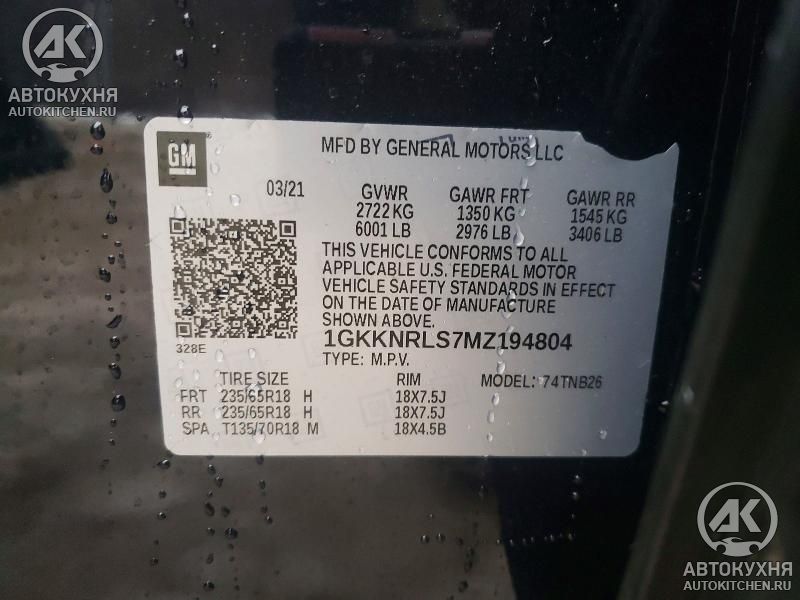 AK
АВТОКУХНЯ
AUTOKITCHEN.RU
GM
MFD BY GENERAL MOTORS LLC
03/21 GVWR GAWR FRT GAWR RR
2722 KG 1350 KG 1545 KG
6001 LB 2976 LB 3406 LB
THIS VEHICLE CONFORMS TO ALL
APPLICABLE U.S. FEDERAL MOTOR
VEHICLE SAFETY STANDARDS IN EFFECT
ON THE DATE OF MANUFACTURE
SHOWN ABOVE.
328E
1GKKNRLS7MZ194804
TYPE: M.P.V.
TIRE SIZE RIM MODEL: 74TNB26
FRT 235/65R18 H 18X7.5J
RR 235/65R18 H 18X7.5J
SPA T135/70R18 M 18X4.5B
AK
АВТОКУХНЯ
AUTOKITCHEN.RU